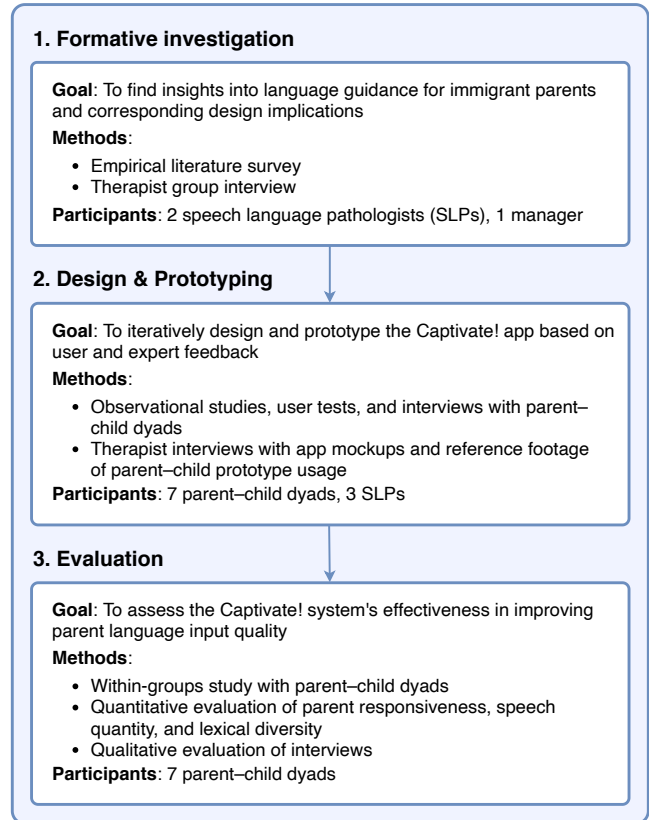 1. Formative investigation
Goal: To find insights into language guidance for immigrant parents
and corresponding design implications
Methods:
• Empirical literature survey
• Therapist group interview
Participants: 2 speech language pathologists (SLPs), 1 manager
2. Design & Prototyping
Goal: To iteratively design and prototype the Captivate! app based on
user and expert feedback
Methods:
• Observational studies, user tests, and interviews with parent–
child dyads
• Therapist interviews with app mockups and reference footage
of parent–child prototype usage
Participants: 7 parent–child dyads, 3 SLPs
3. Evaluation
Goal: To assess the Captivate! system's effectiveness in improving
parent language input quality
Methods:
• Within-groups study with parent–child dyads
• Quantitative evaluation of parent responsiveness, speech
quantity, and lexical diversity
• Qualitative evaluation of interviews
Participants: 7 parent–child dyads